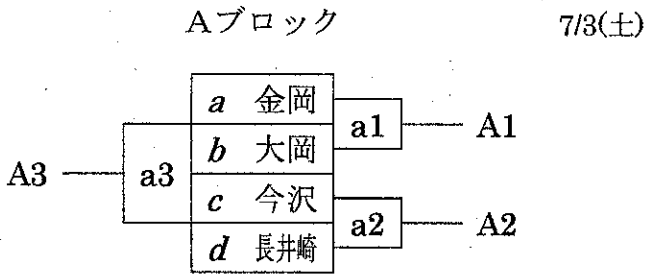 Aブロック 7/3(土)
a 金岡
a1 A1
b 大岡
A3 a3
c 今沢
a2 A2
d 長井崎